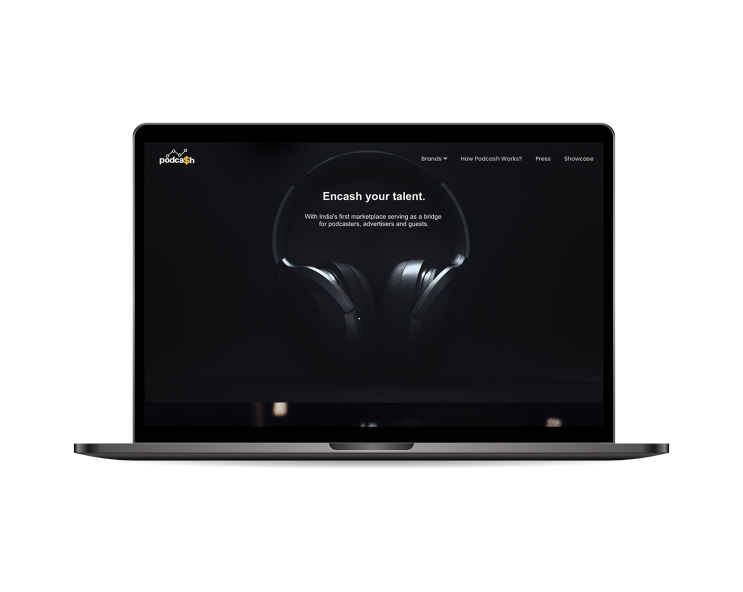 podca$h
Brands
How Podcash Works?
Press
Showcase
Encash your talent.
With India's first marketplace serving as a bridge
for podcasters, advertisers and guests.